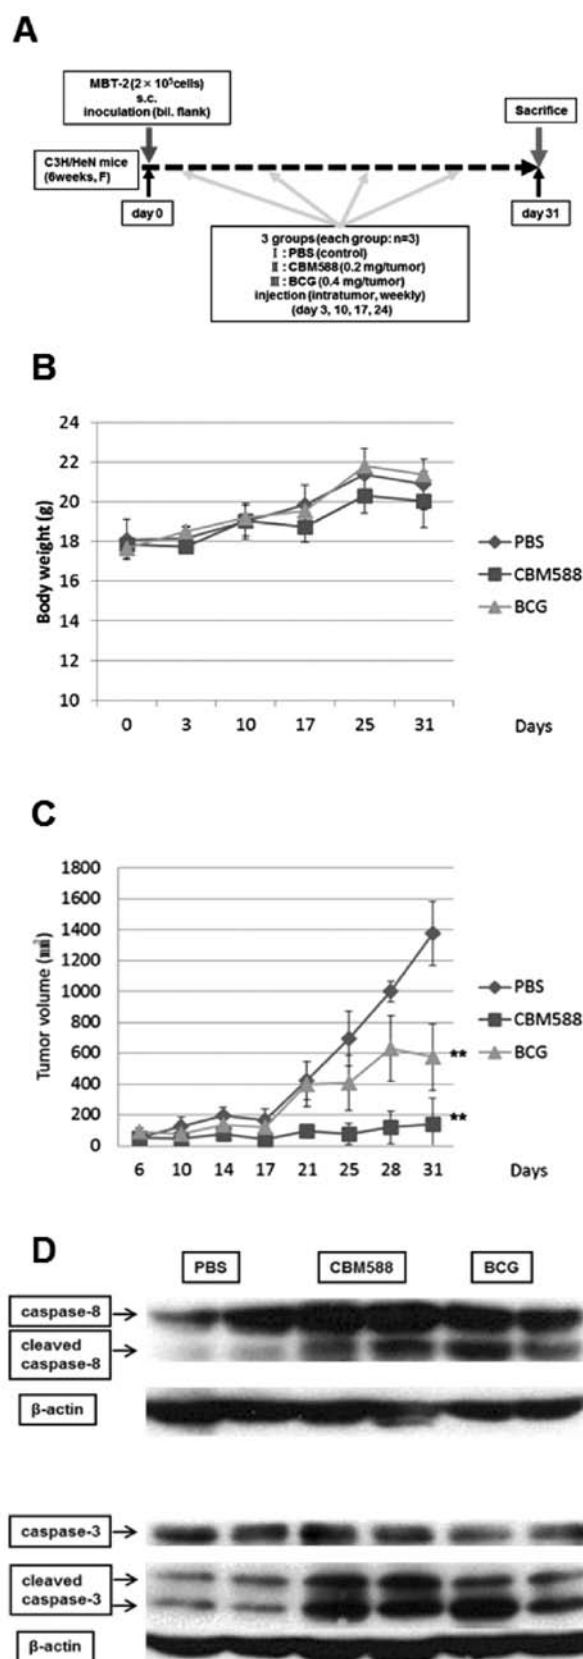 A
MBT-2 (2 × 10⁵cells)
s.c.
inoculation (bil. flank)
Sacrifice
C3H/HeN mice
(6weeks, F)
day 0
day 31
3 groups (each group: n=3)
Ⅰ : PBS (control)
Ⅱ : CBM588 (0.2 mg/tumor)
Ⅲ : BCG (0.4 mg/tumor)
injection (intratumor, weekly)
(day 3, 10, 17, 24)
B
Body weight (g)
24
22
20
18
16
14
12
10
0 3 10 17 25 31 Days
PBS
CBM588
BCG
C
Tumor volume (㎣)
1800
1600
1400
1200
1000
800
600
400
200
0
6 10 14 17 21 25 28 31 Days
PBS
CBM588
BCG
**
**
D
PBS CBM588 BCG
caspase-8
cleaved
caspase-8
β-actin
caspase-3
cleaved
caspase-3
β-actin